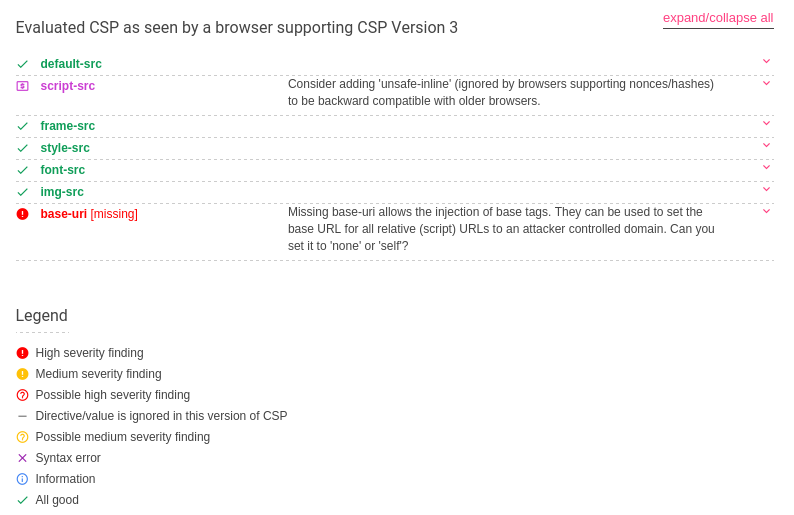 Evaluated CSP as seen by a browser supporting CSP Version 3
expand/collapse all
default-src
script-src
Consider adding 'unsafe-inline' (ignored by browsers supporting nonces/hashes)
to be backward compatible with older browsers.
frame-src
style-src
font-src
img-src
base-uri [missing]
Missing base-uri allows the injection of base tags. They can be used to set the
base URL for all relative (script) URLs to an attacker controlled domain. Can you
set it to 'none' or 'self'?
Legend
High severity finding
Medium severity finding
Possible high severity finding
Directive/value is ignored in this version of CSP
Possible medium severity finding
Syntax error
Information
All good